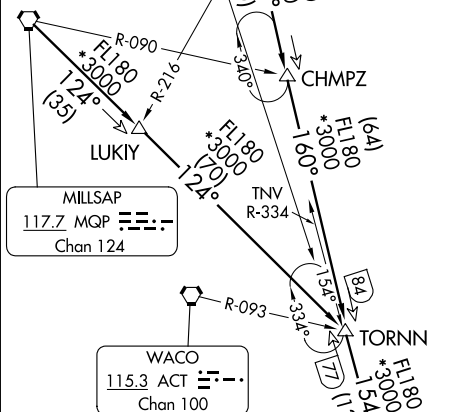 R-090
FL180
*3000
124°
(35)
R-216
340°
CHMPZ
LUKIY
FL180
*3000
(70)
124°
(64)
FL180
*3000
160°
MILLSAP
117.7 MQP
Chan 124
TNV
R-334
154°
334°
84
R-093
TORNN
77
WACO
115.3 ACT
Chan 100
FL180
*3000
154